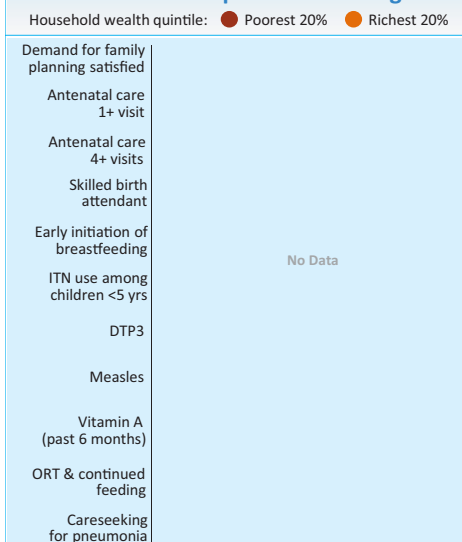 Household wealth quintile: Poorest 20% Richest 20%
Demand for family
planning satisfied
Antenatal care
1+ visit
Antenatal care
4+ visits
Skilled birth
attendant
Early initiation of
breastfeeding
No Data
ITN use among
children <5 yrs
DTP3
Measles
Vitamin A
(past 6 months)
ORT & continued
feeding
Careseeking
for pneumonia